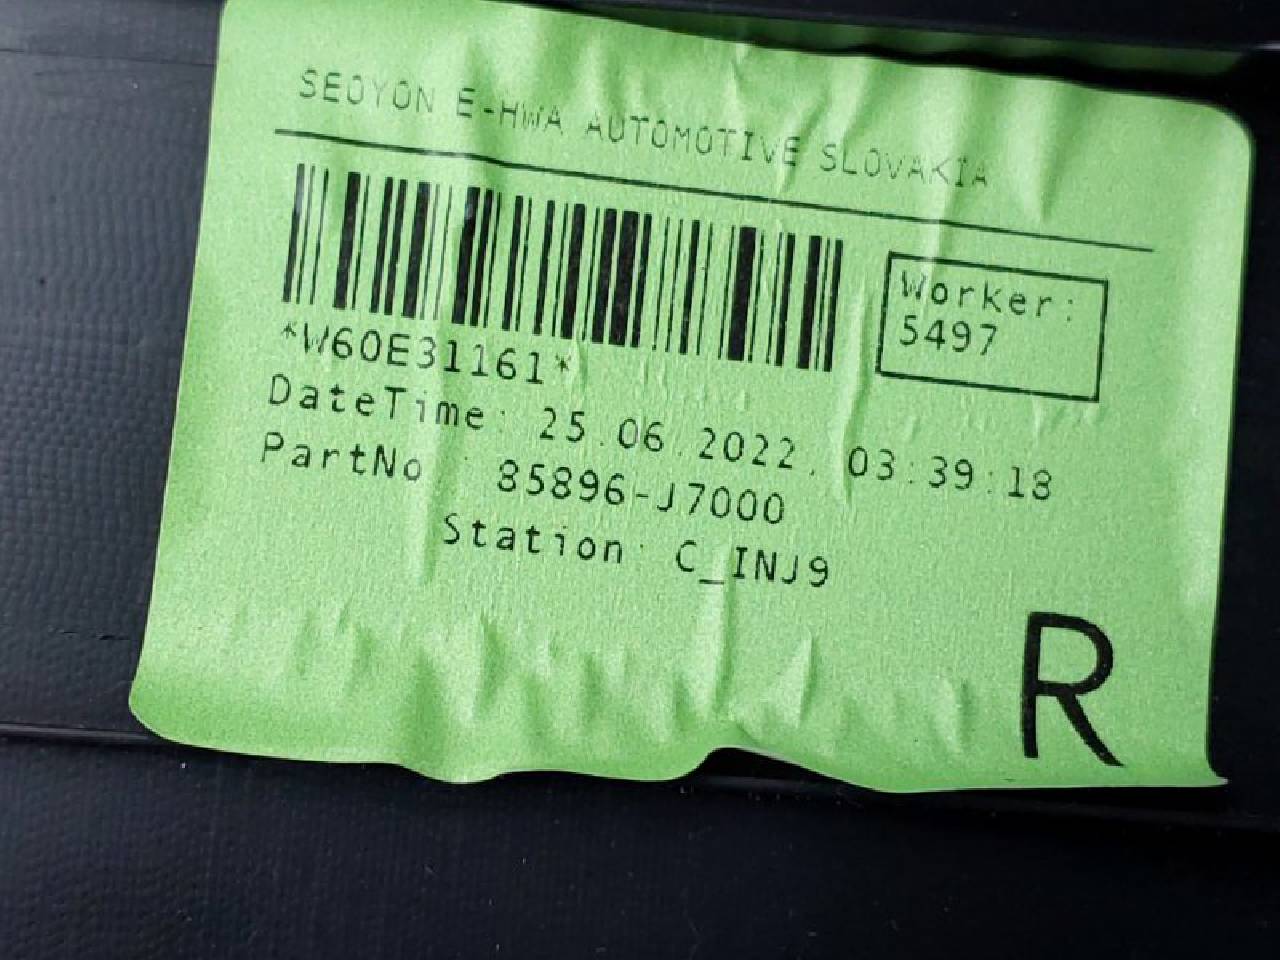 SEOYON E-HWA AUTOMOTIVE SLOVAKIA
*W60E31161*
Worker:
5497
DateTime: 25.06.2022. 03:39:18
PartNo : 85896-J7000
Station: C_INJ9
R